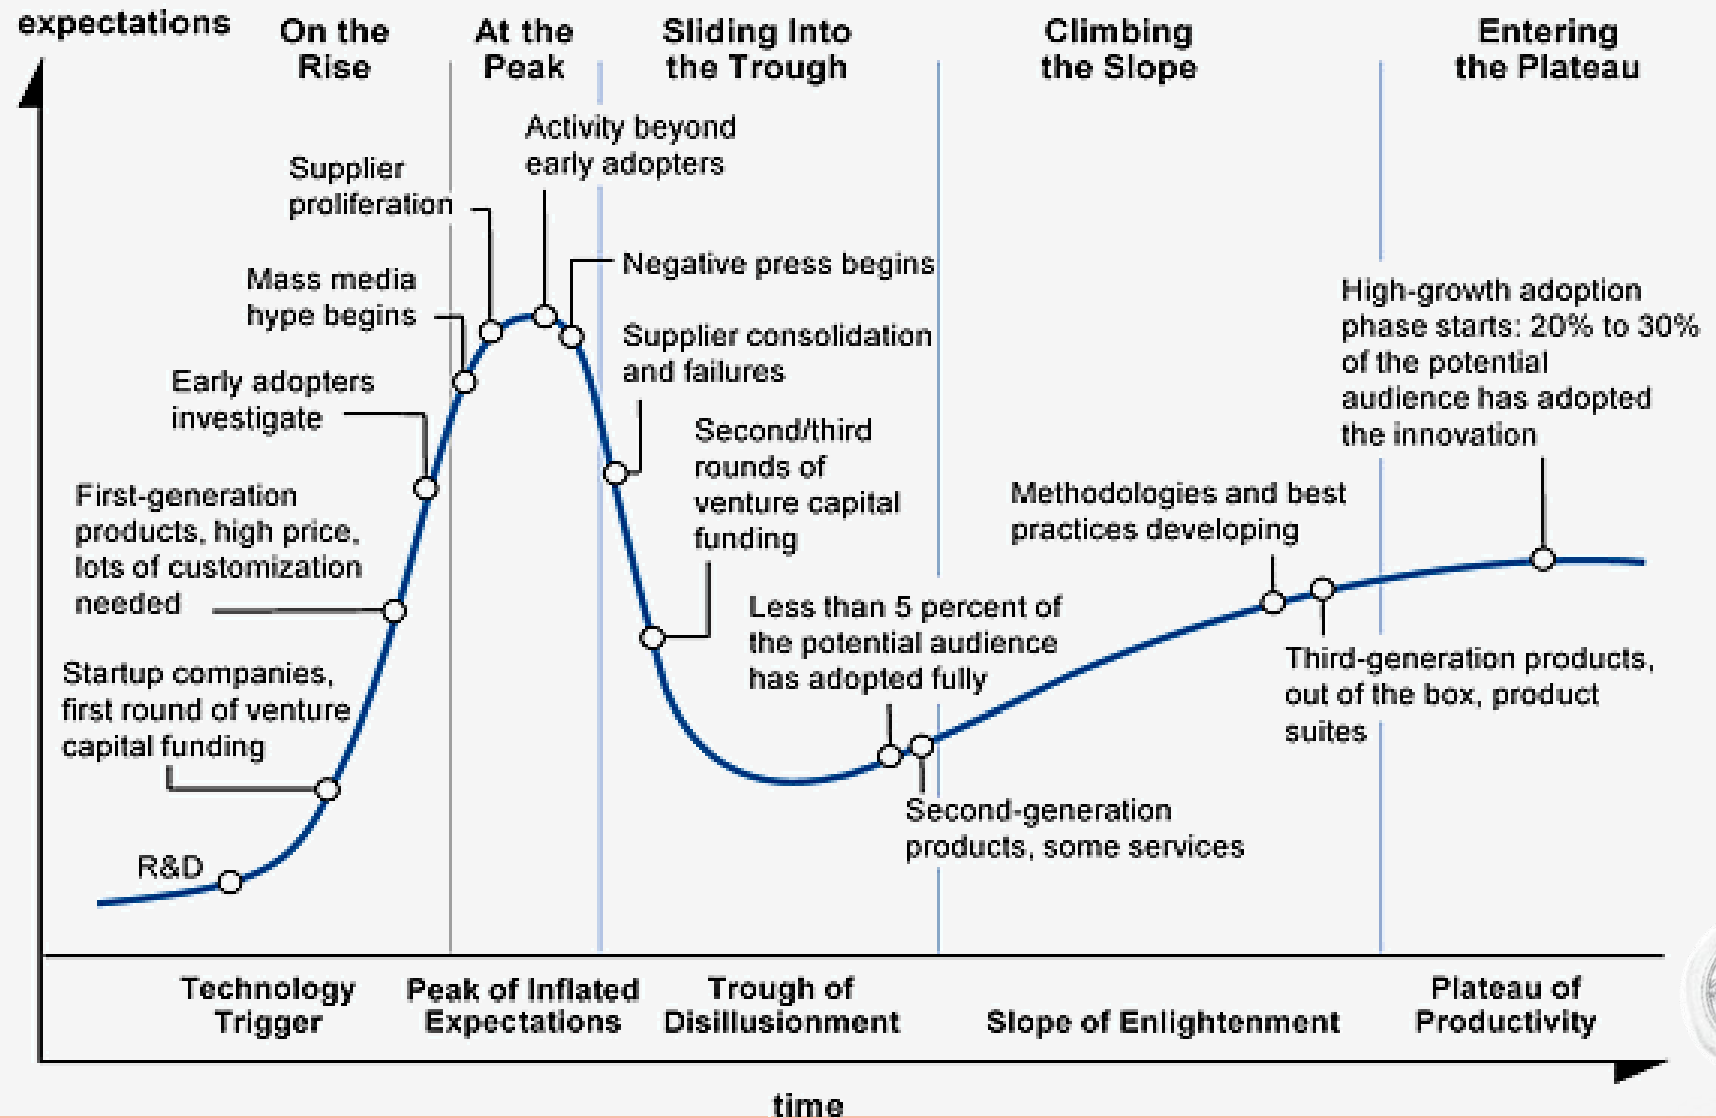 expectations
On the
Rise
At the
Peak
Sliding Into
the Trough
Climbing
the Slope
Entering
the Plateau
Activity beyond
early adopters
Supplier
proliferation
Negative press begins
Mass media
hype begins
Supplier consolidation
and failures
Early adopters
investigate
Second/third
rounds of
venture capital
funding
First-generation
products, high price,
lots of customization
needed
Startup companies,
first round of venture
capital funding
R&D
Less than 5 percent of
the potential audience
has adopted fully
Second-generation
products, some services
Methodologies and best
practices developing
Third-generation products,
out of the box, product
suites
High-growth adoption
phase starts: 20% to 30%
of the potential
audience has adopted
the innovation
Technology
Trigger
Peak of Inflated
Expectations
Trough of
Disillusionment
Slope of Enlightenment
Plateau of
Productivity
time